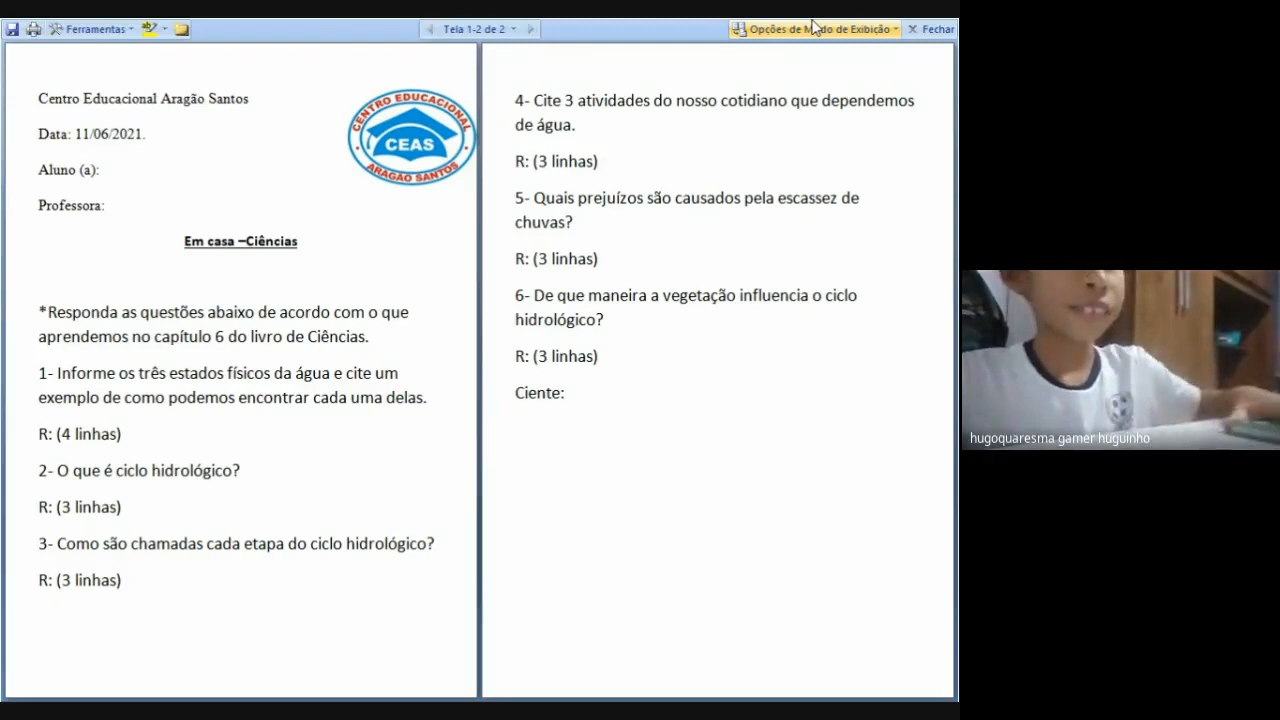 Ferramentas
Tela 1-2 de 2
Opções de Modo de Exibição
Fechar
Centro Educacional Aragão Santos
Data: 11/06/2021.
Aluno (a):
Professora:
CENTRO EDUCACIONAL
CEAS
ARAGÃO SANTOS
Em casa –Ciências
*Responda as questões abaixo de acordo com o que
aprendemos no capítulo 6 do livro de Ciências.
1- Informe os três estados físicos da água e cite um
exemplo de como podemos encontrar cada uma delas.
R: (4 linhas)
2- O que é ciclo hidrológico?
R: (3 linhas)
3- Como são chamadas cada etapa do ciclo hidrológico?
R: (3 linhas)
4- Cite 3 atividades do nosso cotidiano que dependemos
de água.
R: (3 linhas)
5- Quais prejuízos são causados pela escassez de
chuvas?
R: (3 linhas)
6- De que maneira a vegetação influencia o ciclo
hidrológico?
R: (3 linhas)
Ciente:
hugoquaresma gamer huguinho